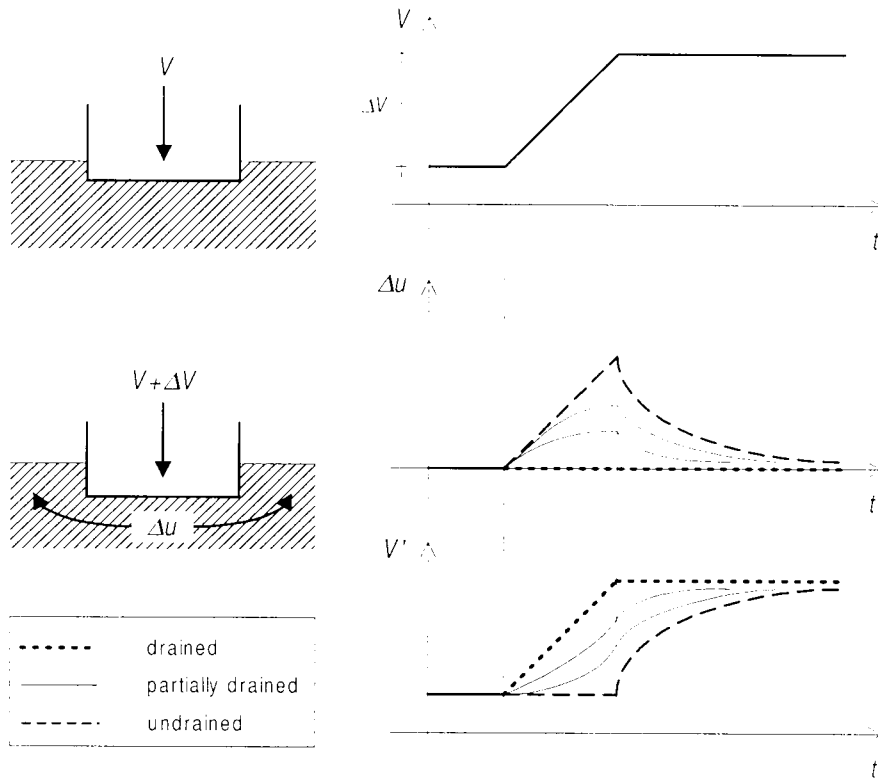 V
V
ΔV
t
Δu
V+ΔV
t
Δu
V'
drained
partially drained
undrained
t